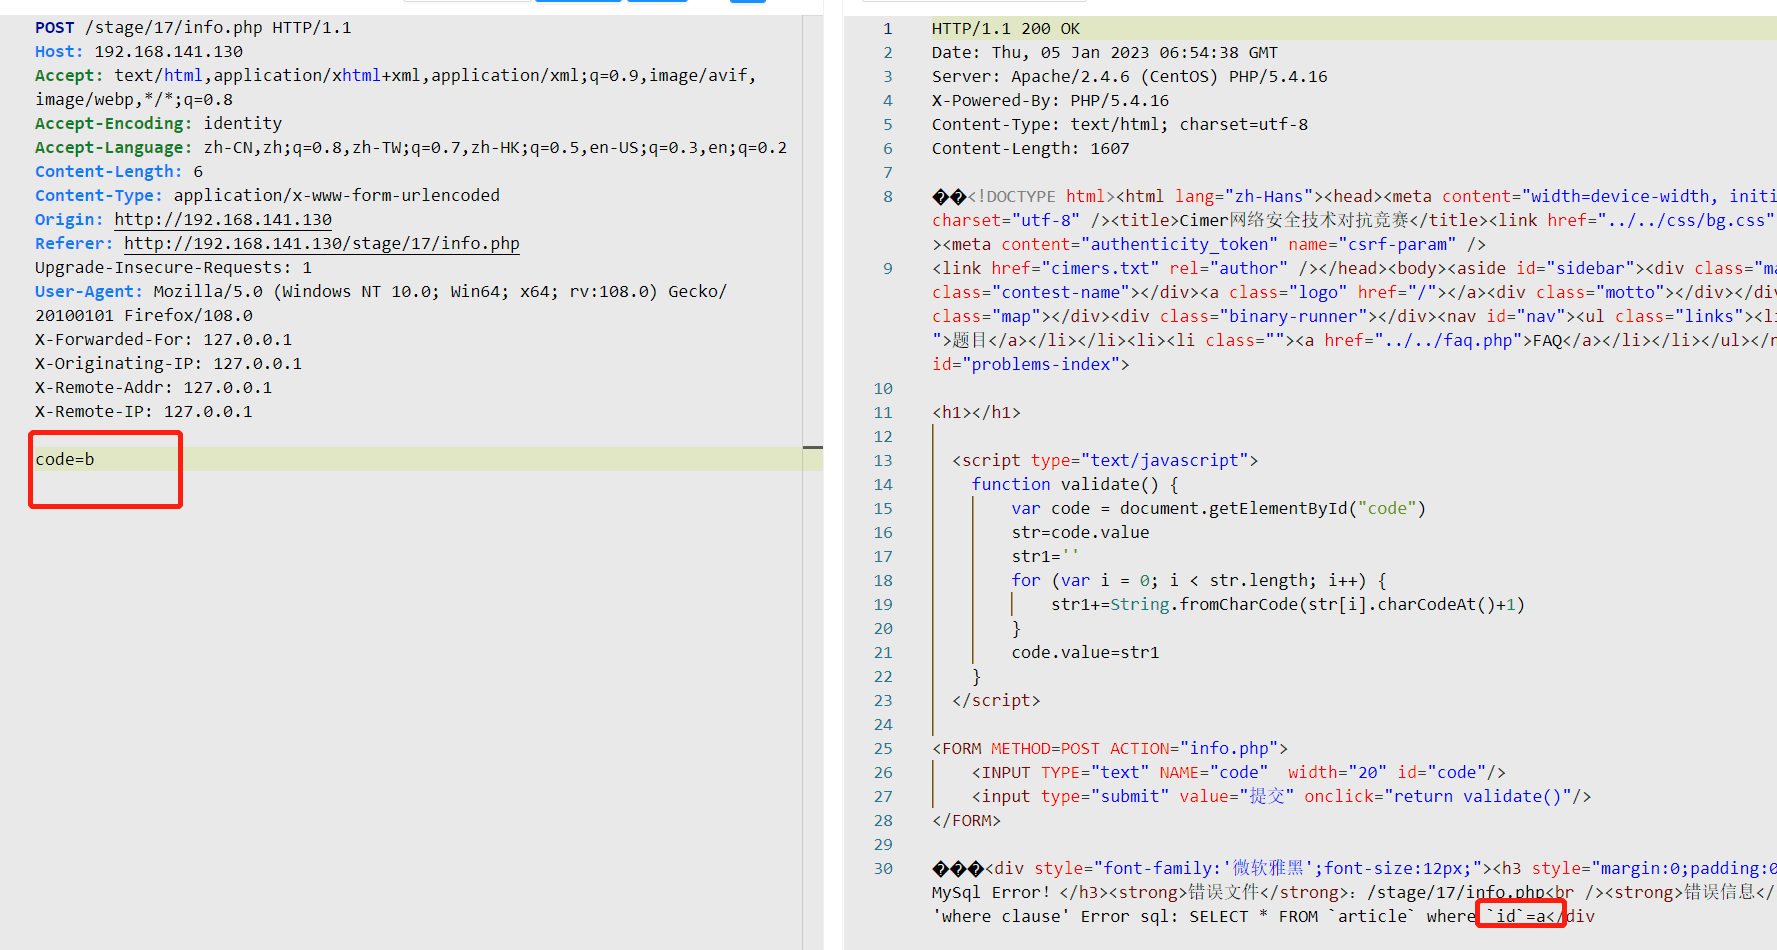 POST /stage/17/info.php HTTP/1.1
Host: 192.168.141.130
Accept: text/html,application/xhtml+xml,application/xml;q=0.9,image/avif,
image/webp,*/*;q=0.8
Accept-Encoding: identity
Accept-Language: zh-CN,zh;q=0.8,zh-TW;q=0.7,zh-HK;q=0.5,en-US;q=0.3,en;q=0.2
Content-Length: 6
Content-Type: application/x-www-form-urlencoded
Origin: http://192.168.141.130
Referer: http://192.168.141.130/stage/17/info.php
Upgrade-Insecure-Requests: 1
User-Agent: Mozilla/5.0 (Windows NT 10.0; Win64; x64; rv:108.0) Gecko/
20100101 Firefox/108.0
X-Forwarded-For: 127.0.0.1
X-Originating-IP: 127.0.0.1
X-Remote-Addr: 127.0.0.1
X-Remote-IP: 127.0.0.1
code=b
1 HTTP/1.1 200 OK
2 Date: Thu, 05 Jan 2023 06:54:38 GMT
3 Server: Apache/2.4.6 (CentOS) PHP/5.4.16
4 X-Powered-By: PHP/5.4.16
5 Content-Type: text/html; charset=utf-8
6 Content-Length: 1607
7
8 ��<!DOCTYPE html><html lang="zh-Hans"><head><meta content="width=device-width, initi
charset="utf-8" /><title>Cimer网络安全技术对抗竞赛</title><link href="../../css/bg.css"
><meta content="authenticity_token" name="csrf-param" />
9 <link href="cimers.txt" rel="author" /></head><body><aside id="sidebar"><div class="ma
class="contest-name"></div><a class="logo" href="/"></a><div class="motto"></div></di
class="map"></div><div class="binary-runner"></div><nav id="nav"><ul class="links"><li
">题目</a></li></li><li><li class=""><a href="../../faq.php">FAQ</a></li></li></ul></n
id="problems-index">
10
11 <h1></h1>
12
13 <script type="text/javascript">
14 function validate() {
15 var code = document.getElementById("code")
16 str=code.value
17 str1=''
18 for (var i = 0; i < str.length; i++) {
19 str1+=String.fromCharCode(str[i].charCodeAt()+1)
20 }
21 code.value=str1
22 }
23 </script>
24
25 <FORM METHOD=POST ACTION="info.php">
26 <INPUT TYPE="text" NAME="code"  width="20" id="code"/>
27 <input type="submit" value="提交" onclick="return validate()"/>
28 </FORM>
29
30 ���<div style="font-family:'微软雅黑';font-size:12px;"><h3 style="margin:0;padding:0
MySql Error! </h3><strong>错误文件</strong>: /stage/17/info.php<br /><strong>错误信息</
'where clause' Error sql: SELECT * FROM `article` where `id`=a</div